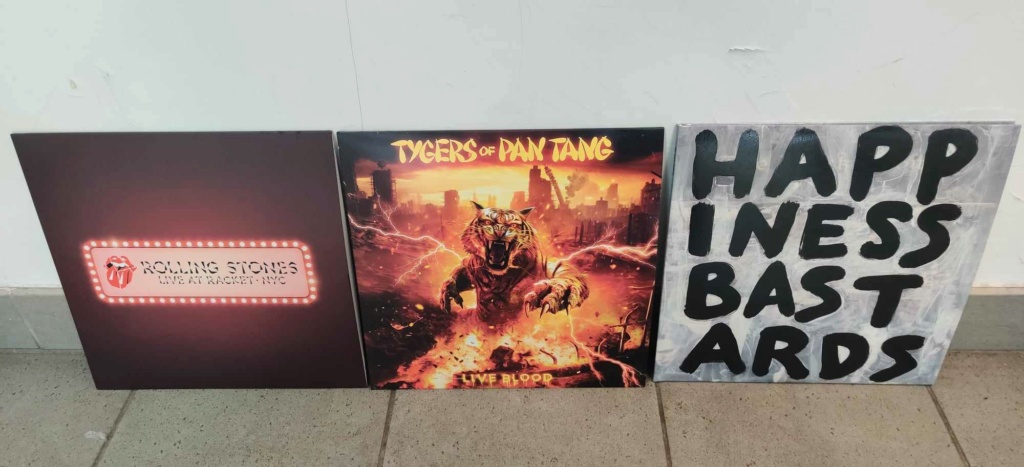 ROLLING STONES
LIVE AT RACKET · NYC
TYGERS OF PAN TANG
LIVE BLOOD
HAPP
INESS
BAST
ARDS